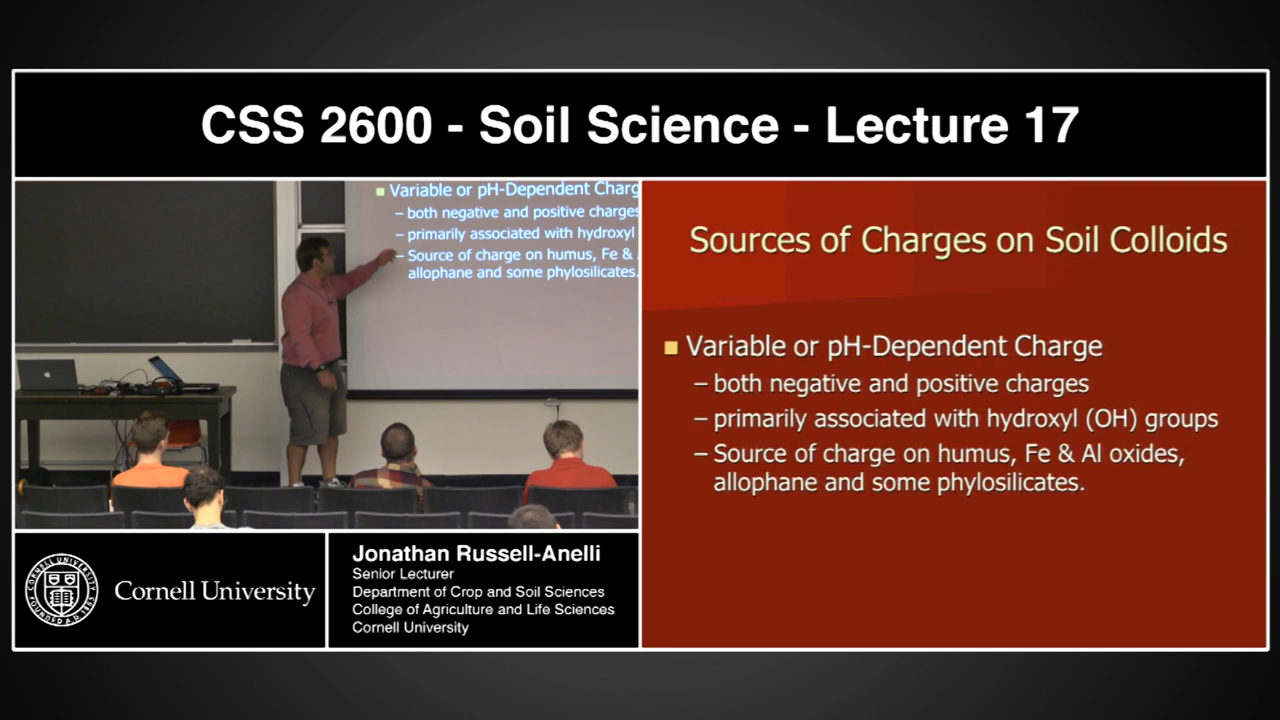 CSS 2600 - Soil Science - Lecture 17
Variable or pH-Dependent Charg
– both negative and positive charges
– primarily associated with hydroxyl
– Source of charge on humus, Fe &
allophane and some phylosilicates.
Sources of Charges on Soil Colloids
Variable or pH-Dependent Charge
– both negative and positive charges
– primarily associated with hydroxyl (OH) groups
– Source of charge on humus, Fe & Al oxides,
allophane and some phylosilicates.
Cornell University
Jonathan Russell-Anelli
Senior Lecturer
Department of Crop and Soil Sciences
College of Agriculture and Life Sciences
Cornell University